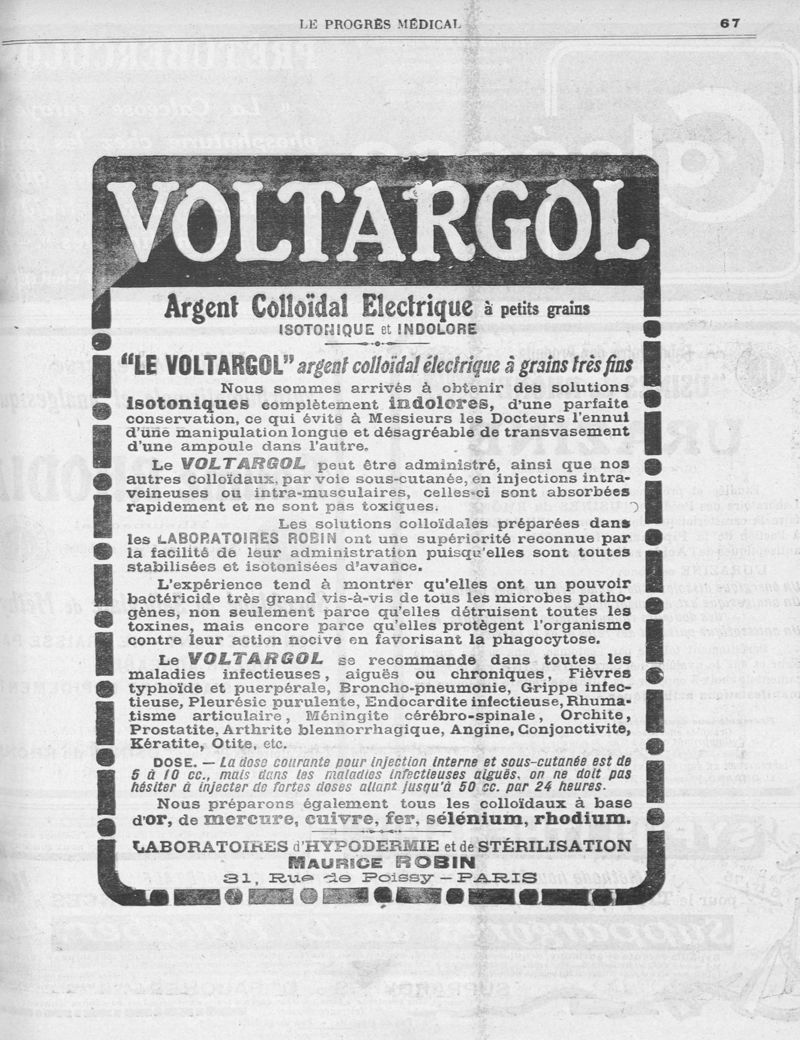 LE PROGRÈS MÉDICAL 67
VOLTARGOL
Argent Colloïdal Electrique à petits grains
ISOTONIQUE et INDOLORE
"LE VOLTARGOL" argent colloïdal électrique à grains très fins
Nous sommes arrivés à obtenir des solutions
isotoniques complètement indolores, d'une parfaite
conservation, ce qui évite à Messieurs les Docteurs l'ennui
d'une manipulation longue et désagréable de transvasement
d'une ampoule dans l'autre.
Le VOLTARGOL peut être administré, ainsi que nos
autres colloïdaux, par voie sous-cutanée, en injections intra-
veineuses ou intra-musculaires, celles-ci sont absorbées
rapidement et ne sont pas toxiques.
Les solutions colloïdales préparées dans
les LABORATOIRES ROBIN ont une supériorité reconnue par
la facilité de leur administration puisqu'elles sont toutes
stabilisées et isotonisées d'avance.
L'expérience tend à montrer qu'elles ont un pouvoir
bactéricide très grand vis-à-vis de tous les microbes patho-
gènes, non seulement parce qu'elles détruisent toutes les
toxines, mais encore parce qu'elles protègent l'organisme
contre leur action nocive en favorisant la phagocytose.
Le VOLTARGOL se recommande dans toutes les
maladies infectieuses, aiguës ou chroniques, Fièvres
typhoïde et puerpérale, Broncho-pneumonie, Grippe infec-
tieuse, Pleurésie purulente, Endocardite infectieuse, Rhuma-
tisme articulaire, Méningite cérébro-spinale, Orchite,
Prostatite, Arthrite blennorrhagique, Angine, Conjonctivite,
Kératite, Otite, etc.
DOSE. — La dose courante pour injection interne et sous-cutanée est de
5 à 10 cc., mais dans les maladies infectieuses aiguës, on ne doit pas
hésiter à injecter de fortes doses allant jusqu'à 50 cc. par 24 heures.
Nous préparons également tous les colloïdaux à base
d'or, de mercure, cuivre, fer, sélénium, rhodium.
LABORATOIRES d'HYPODERMIE et de STÉRILISATION
MAURICE ROBIN
31, Rue de Poissy — PARIS